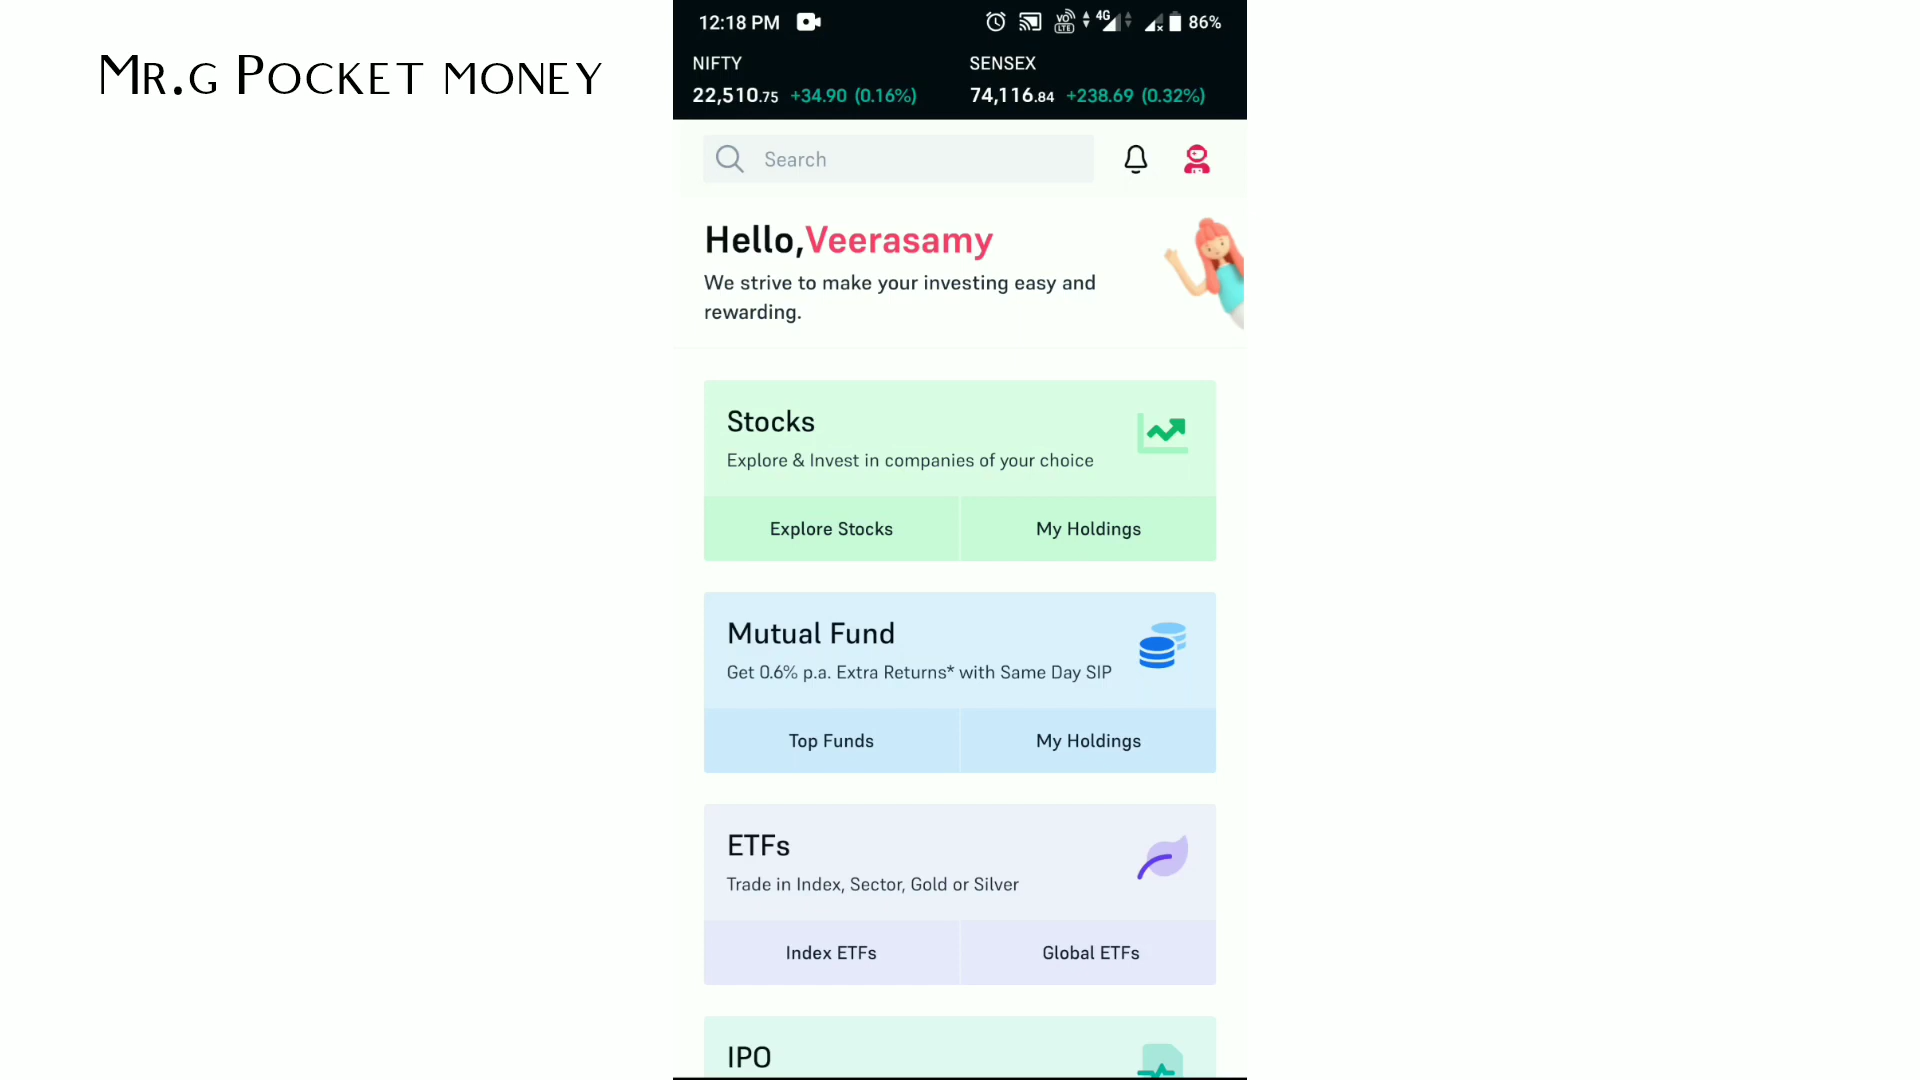 Mr.g Pocket money
12:18 PM
VO LTE 4G 86%
NIFTY
22,510.75 +34.90 (0.16%)
SENSEX
74,116.84 +238.69 (0.32%)
Search
Hello,Veerasamy
We strive to make your investing easy and
rewarding.
Stocks
Explore & Invest in companies of your choice
Explore Stocks
My Holdings
Mutual Fund
Get 0.6% p.a. Extra Returns* with Same Day SIP
Top Funds
My Holdings
ETFs
Trade in Index, Sector, Gold or Silver
Index ETFs
Global ETFs
IPO